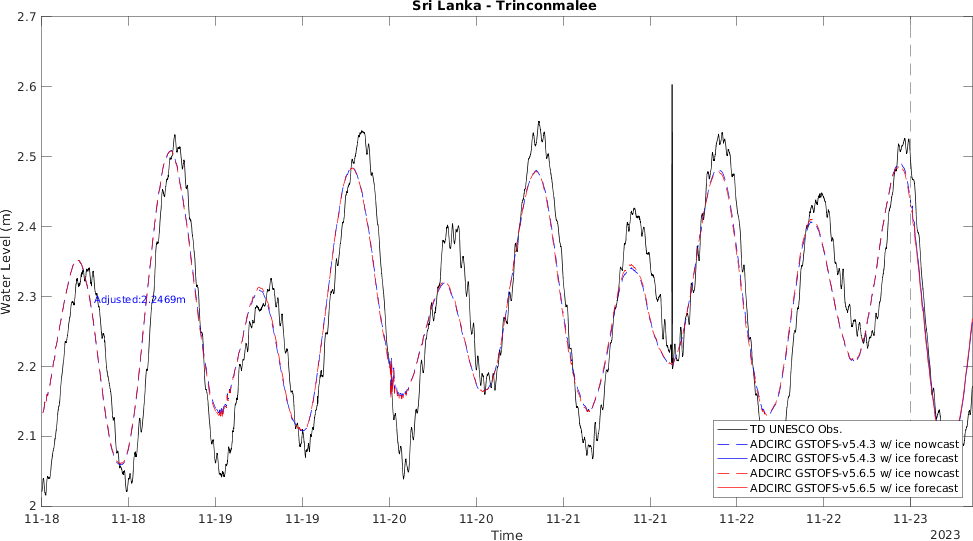 Sri Lanka - Trinconmalee
2.7
2.6
2.5
2.4
2.3
2.2
2.1
2
Water Level (m)
Adjusted:2.2469m
TD UNESCO Obs.
ADCIRC GSTOFS-v5.4.3 w/ ice nowcast
ADCIRC GSTOFS-v5.4.3 w/ ice forecast
ADCIRC GSTOFS-v5.6.5 w/ ice nowcast
ADCIRC GSTOFS-v5.6.5 w/ ice forecast
11-18 11-18 11-19 11-19 11-20 11-20 11-21 11-21 11-22 11-22 11-23
Time
2023